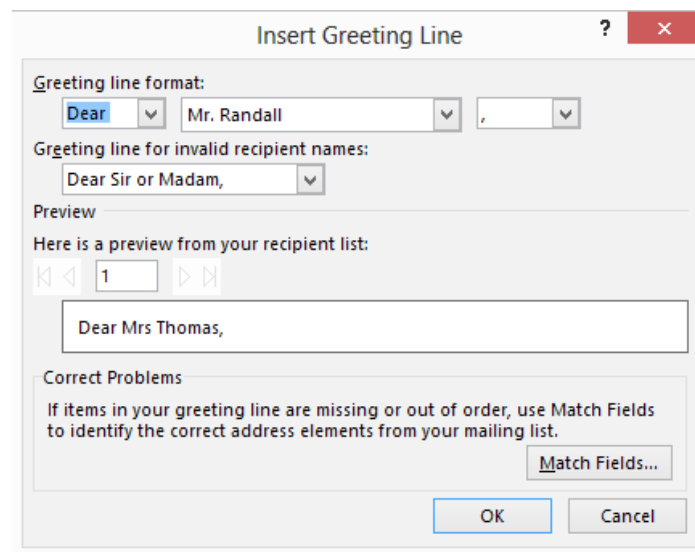 Insert Greeting Line ?
Greeting line format:
Dear Mr. Randall ,
Greeting line for invalid recipient names:
Dear Sir or Madam,
Preview
Here is a preview from your recipient list:
1
Dear Mrs Thomas,
Correct Problems
If items in your greeting line are missing or out of order, use Match Fields
to identify the correct address elements from your mailing list.
Match Fields...
OK Cancel